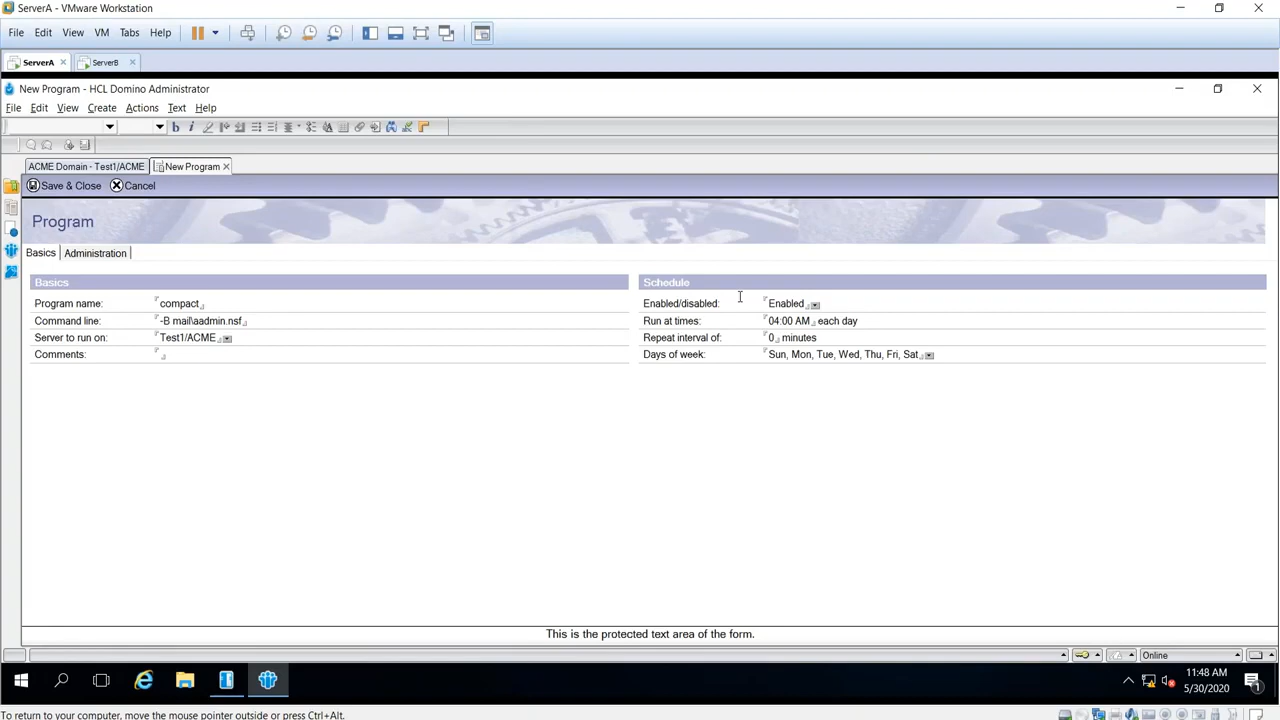 ServerA - VMware Workstation
File Edit View VM Tabs Help
ServerA ServerB
New Program - HCL Domino Administrator
File Edit View Create Actions Text Help
b i
ACME Domain - Test1/ACME New Program
Save & Close Cancel
Program
Basics Administration
Basics
Program name: compact
Command line: -B mail\aadmin.nsf
Server to run on: Test1/ACME
Comments:
Schedule
Enabled/disabled: Enabled
Run at times: 04:00 AM each day
Repeat interval of: 0 minutes
Days of week: Sun, Mon, Tue, Wed, Thu, Fri, Sat
This is the protected text area of the form.
Online
11:48 AM
5/30/2020
1
To return to your computer, move the mouse pointer outside or press Ctrl+Alt.